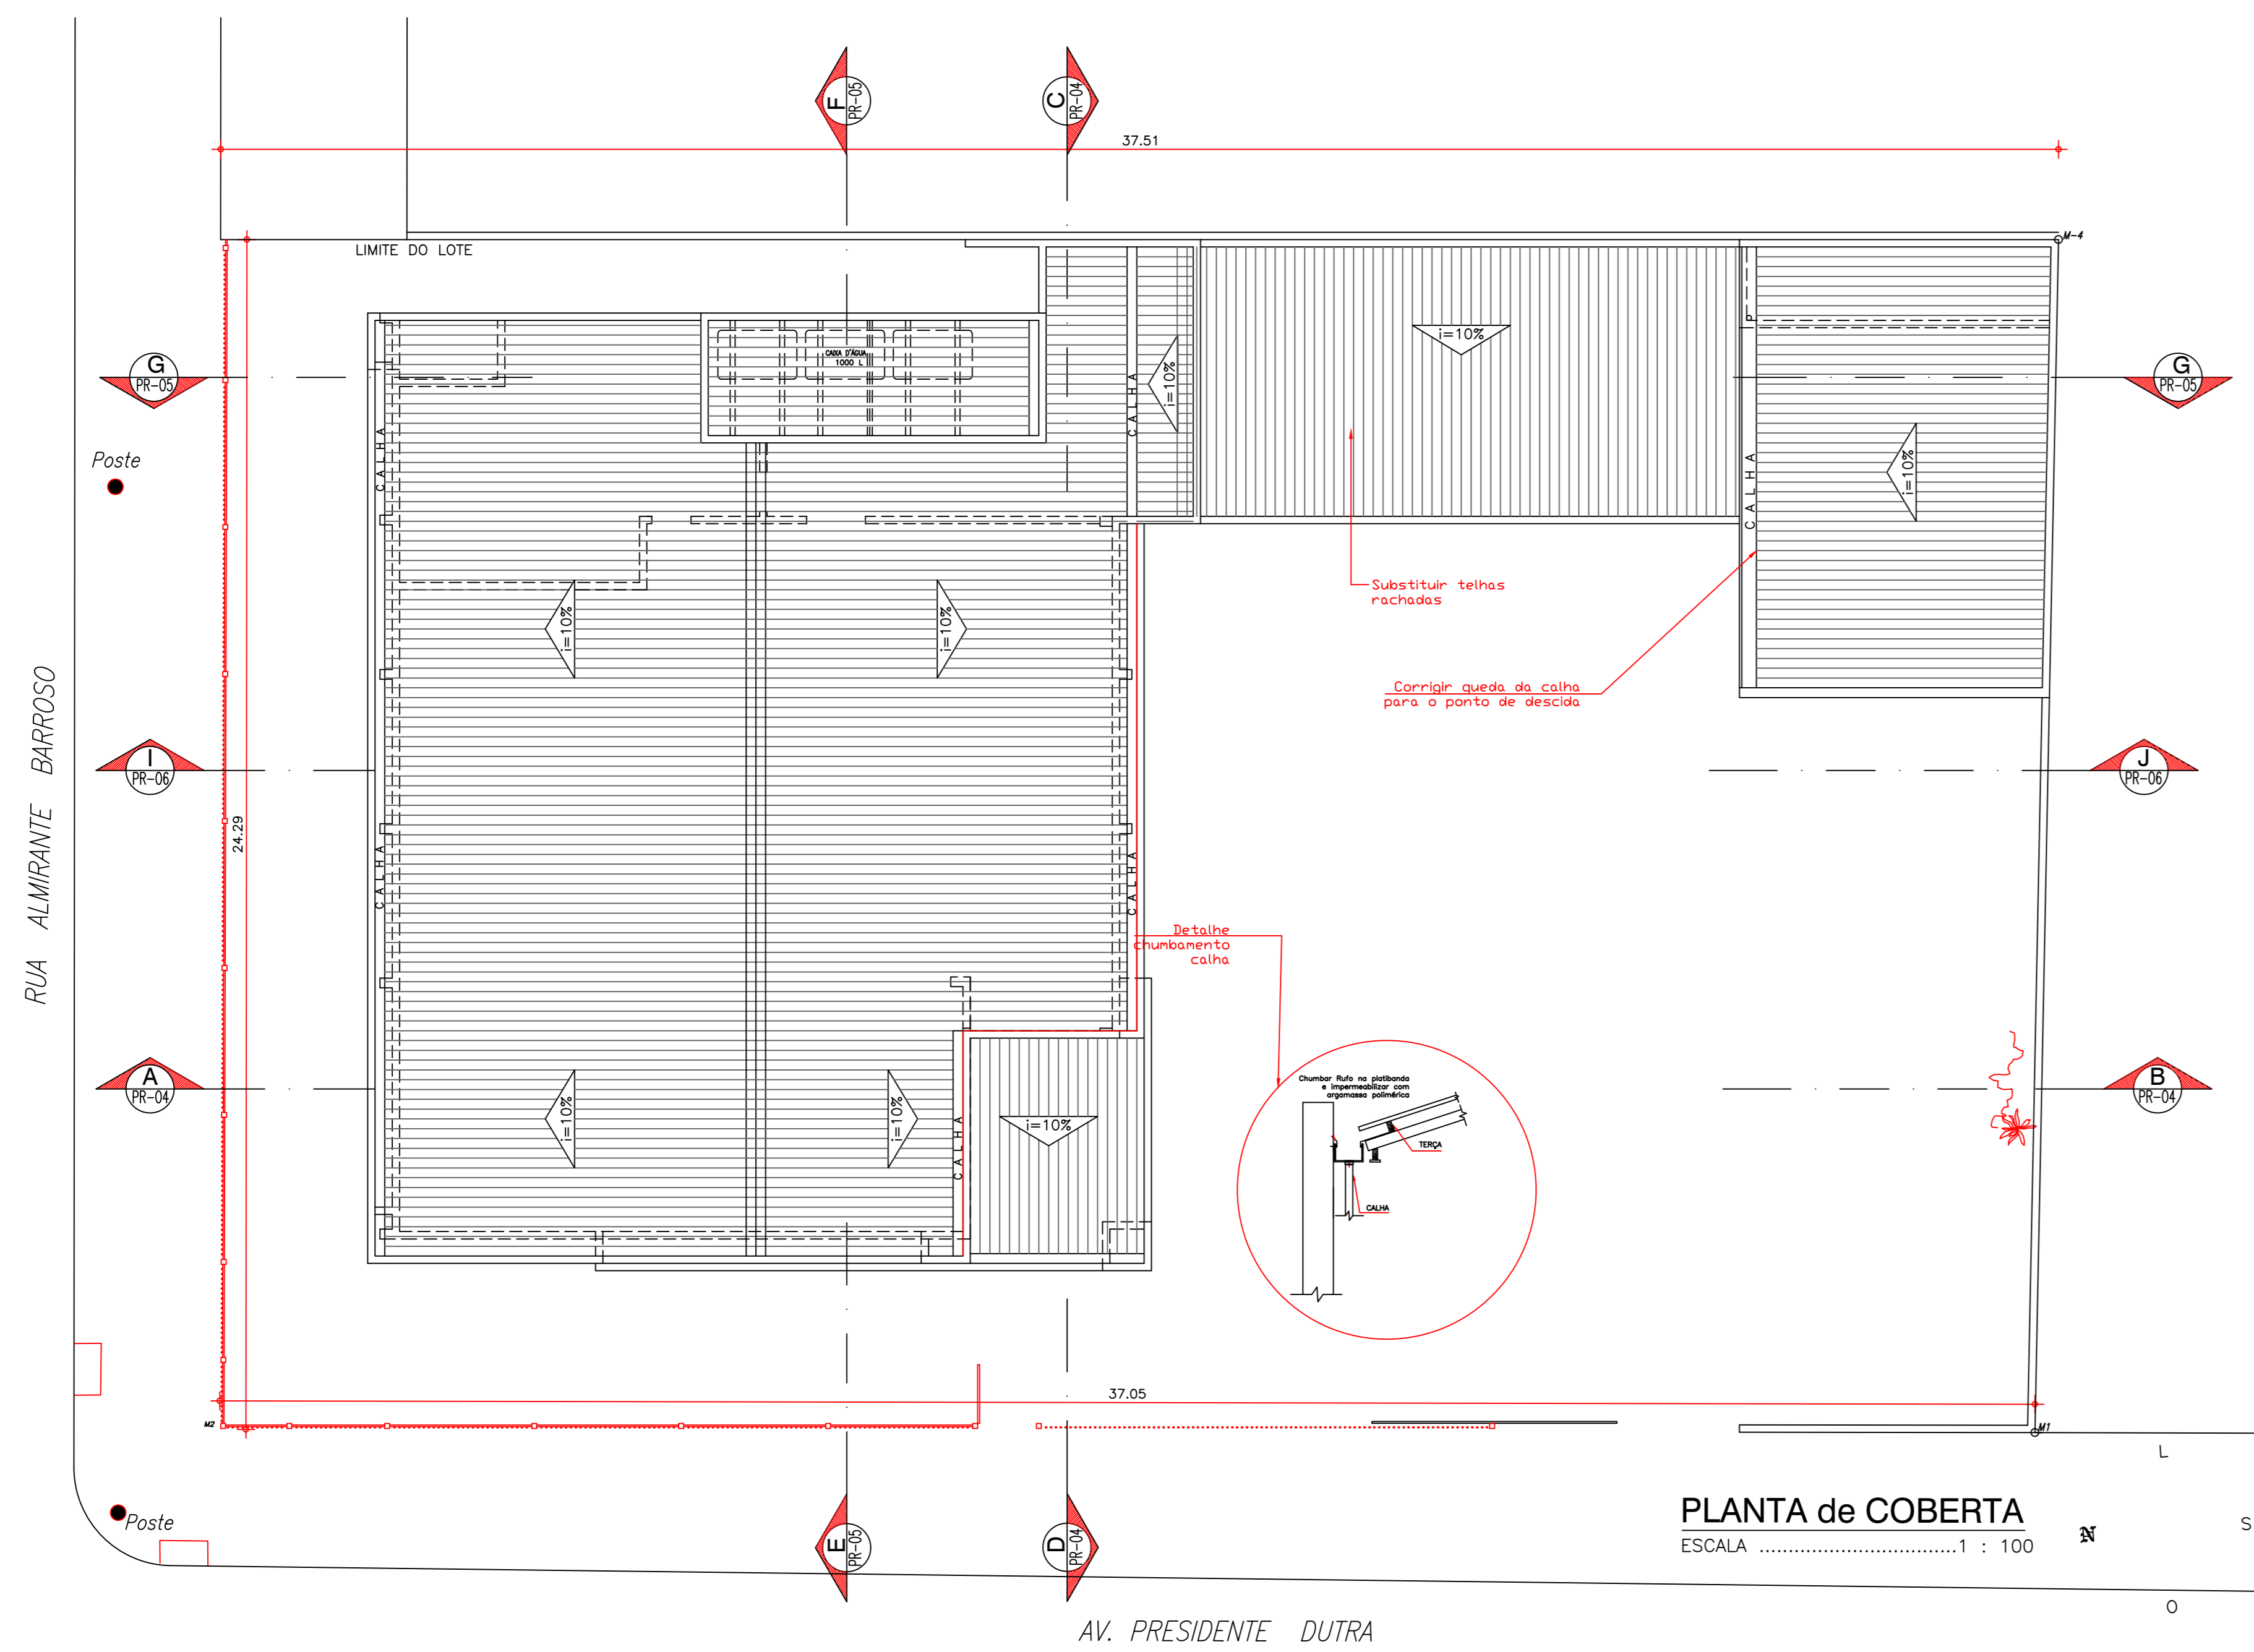 F
PR-05
C
PR-04
37.51
LIMITE DO LOTE
M-4
G
PR-05
CAIXA D'ÁGUA
1000 L
CALHA
CALHA
i=10%
i=10%
CALHA
i=10%
P
G
PR-05
Poste
Substituir telhas
rachadas
i=10%
i=10%
Corrigir queda da calha
para o ponto de descida
RUA ALMIRANTE BARROSO
I
PR-06
J
PR-06
24.29
CALHA
CALHA
Detalhe
chumbamento
calha
A
PR-04
B
PR-04
i=10%
i=10%
CALHA
i=10%
Chumbar Rufo na platibanda
e impermeabilizar com
argamassa polimérica
TERÇA
CALHA
37.05
M2
M1
L
Poste
E
PR-05
D
PR-04
PLANTA de COBERTA
ESCALA ..................................1 : 100
N
S
O
AV. PRESIDENTE DUTRA